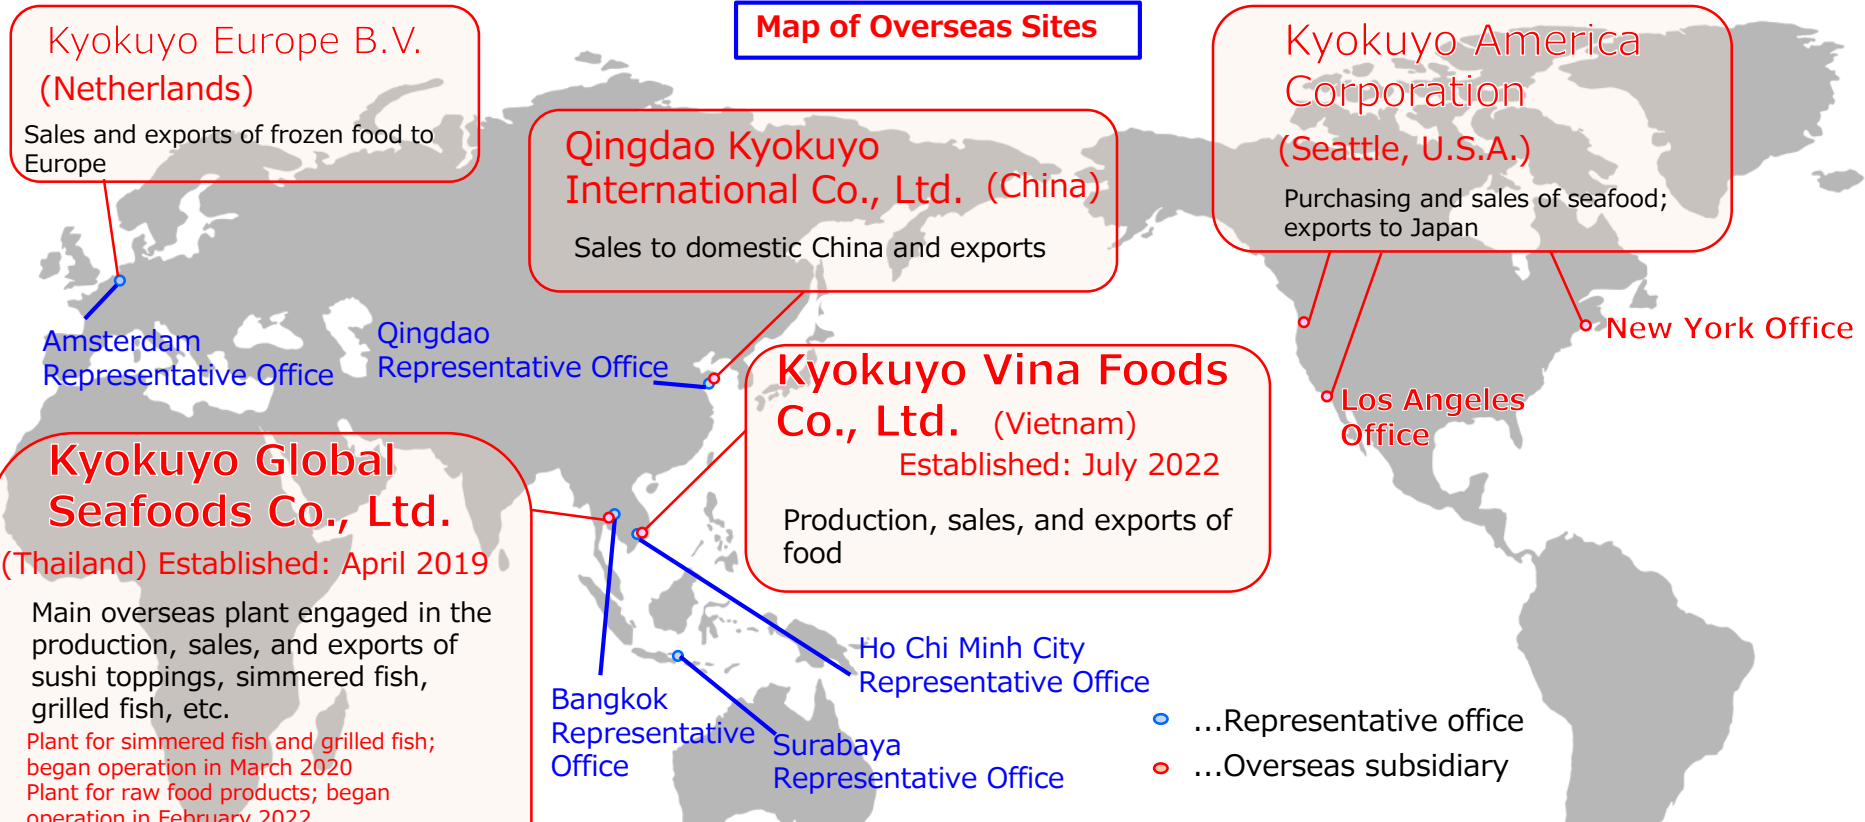 Map of Overseas Sites
Kyokuyo Europe B.V.
(Netherlands)
Sales and exports of frozen food to
Europe
Qingdao Kyokuyo
International Co., Ltd. (China)
Sales to domestic China and exports
Kyokuyo America
Corporation
(Seattle, U.S.A.)
Purchasing and sales of seafood;
exports to Japan
Amsterdam
Representative Office
Qingdao
Representative Office
New York Office
Los Angeles
Office
Kyokuyo Vina Foods
Co., Ltd. (Vietnam)
Established: July 2022
Production, sales, and exports of
food
Kyokuyo Global
Seafoods Co., Ltd.
(Thailand) Established: April 2019
Main overseas plant engaged in the
production, sales, and exports of
sushi toppings, simmered fish,
grilled fish, etc.
Plant for simmered fish and grilled fish;
began operation in March 2020
Plant for raw food products; began
operation in February 2022
Bangkok
Representative
Office
Ho Chi Minh City
Representative Office
Surabaya
Representative Office
...Representative office
...Overseas subsidiary